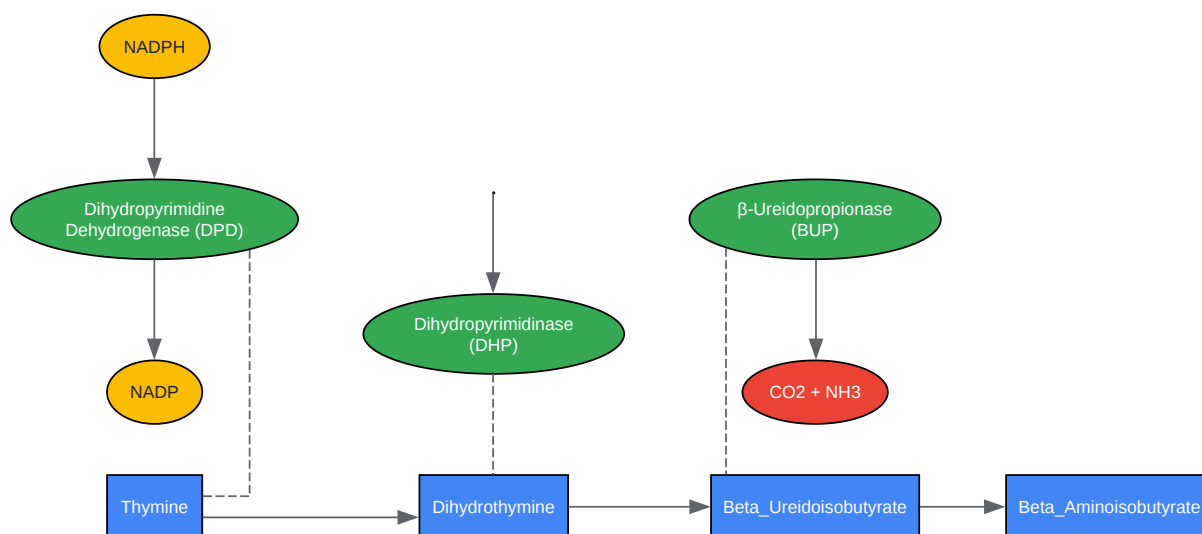 NADPH
Dihydropyrimidine
Dehydrogenase (DPD)
β-Ureidopropionase
(BUP)
Dihydropyrimidinase
(DHP)
NADP
CO2 + NH3
Thymine
Dihydrothymine
Beta_Ureidoisobutyrate
Beta_Aminoisobutyrate